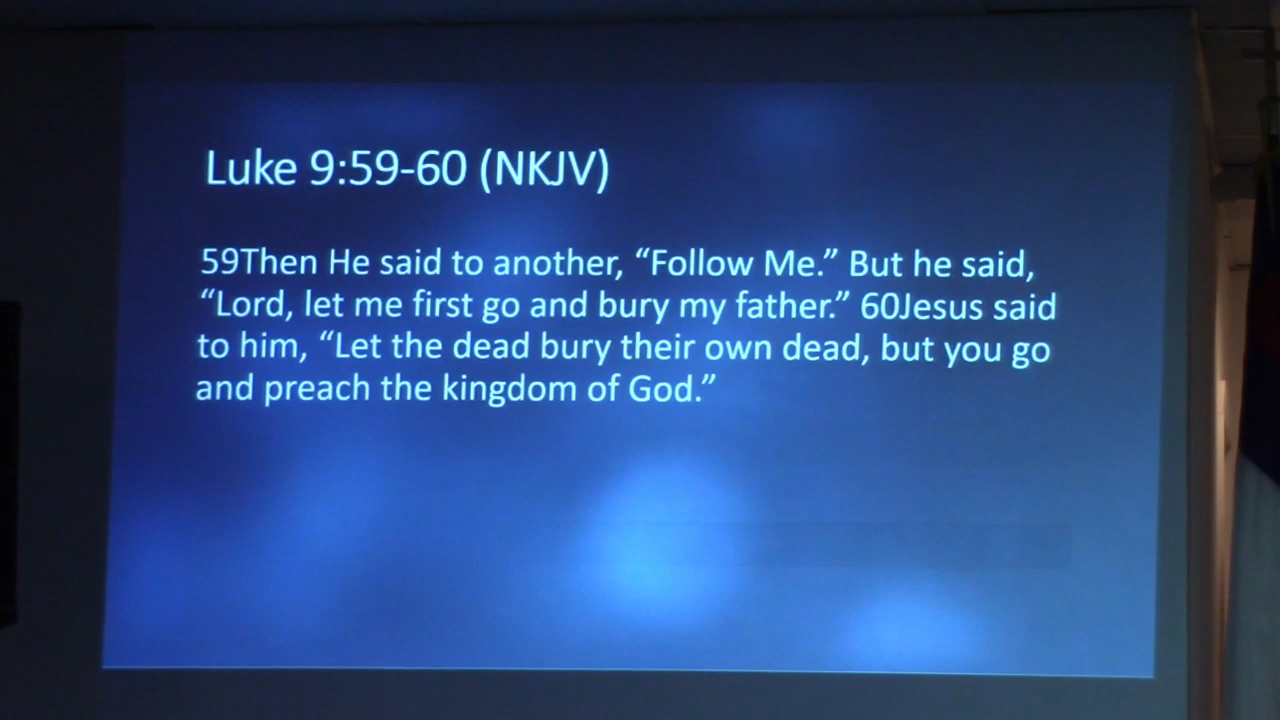 Luke 9:59-60 (NKJV)
59Then He said to another, “Follow Me.” But he said,
“Lord, let me first go and bury my father.” 60Jesus said
to him, “Let the dead bury their own dead, but you go
and preach the kingdom of God.”